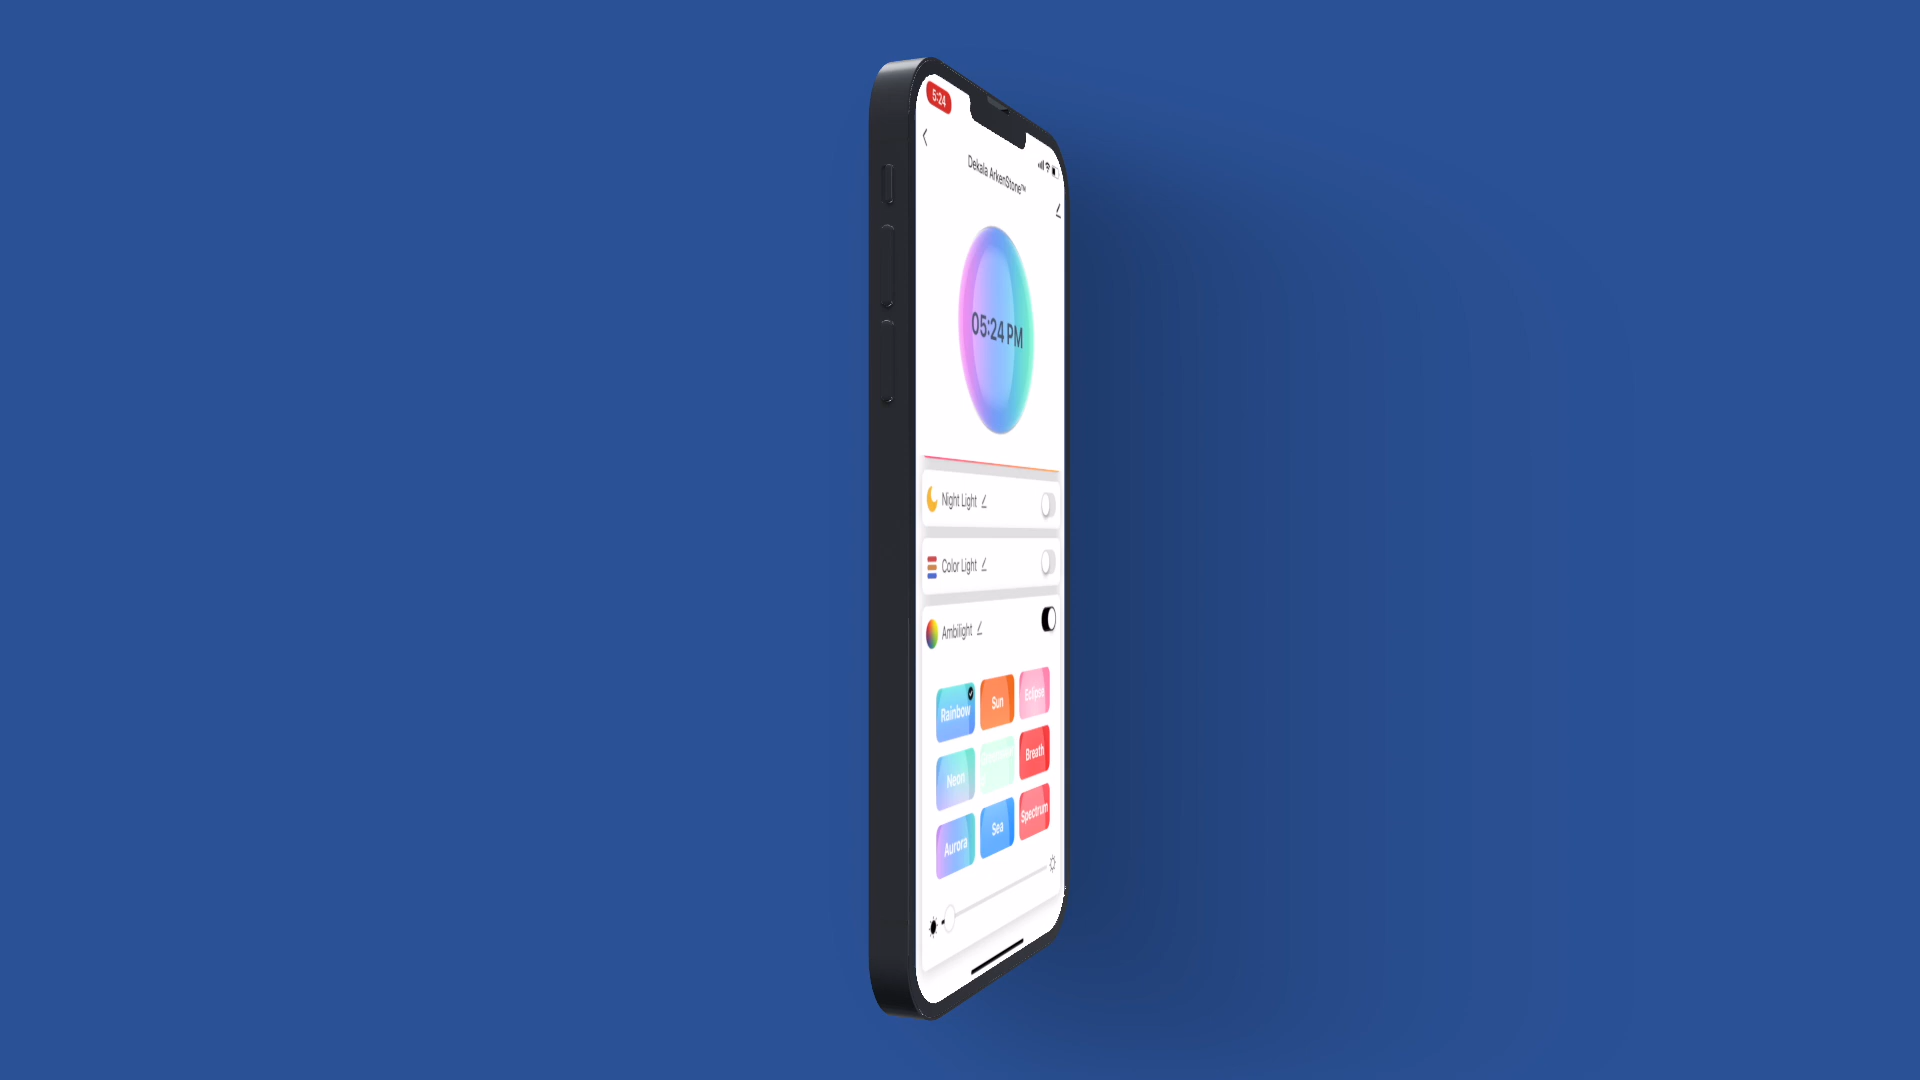 5:24
Dekala ArkenStone™
05:24 PM
Night Light
Color Light
Ambilight
Rainbow
Sun
Eclipse
Neon
Breath
Aurora
Sea
Spectrum